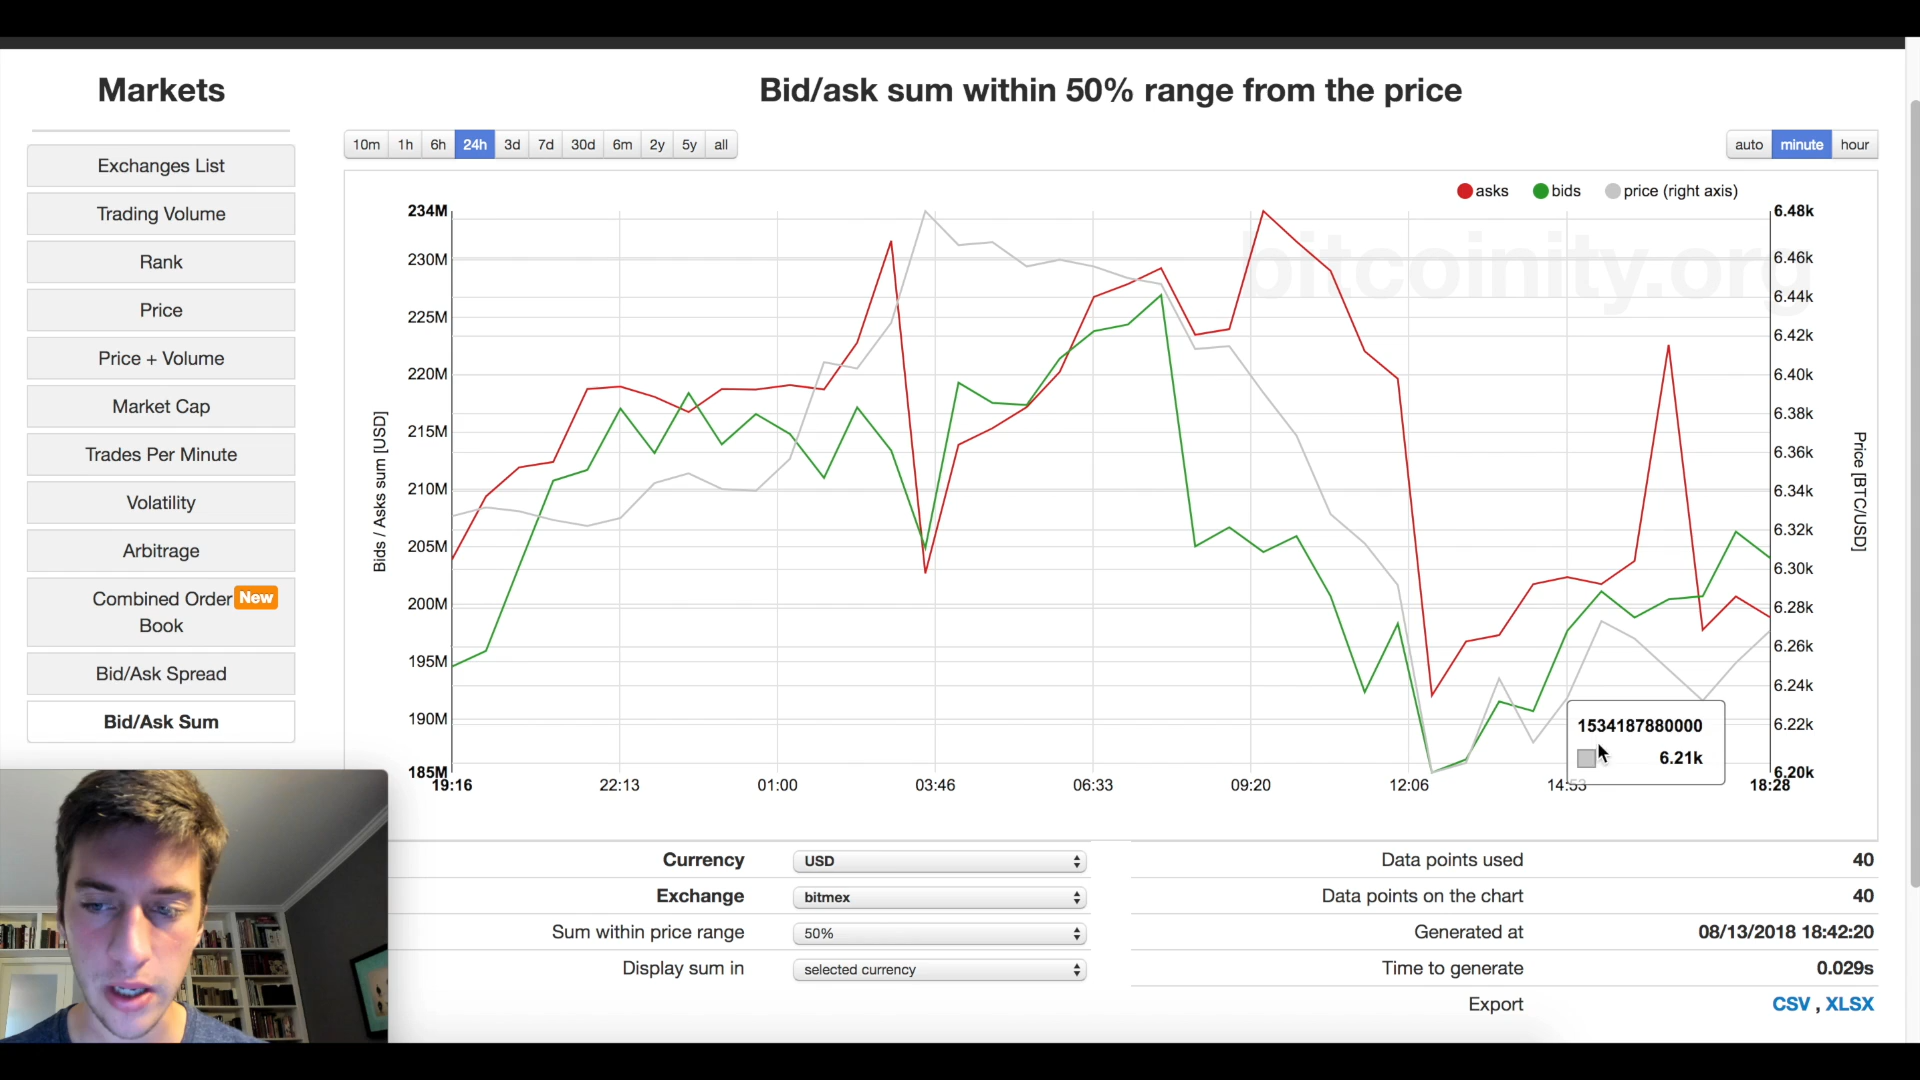 Markets
Bid/ask sum within 50% range from the price
10m 1h 6h 24h 3d 7d 30d 6m 2y 5y all
auto minute hour
Exchanges List
Trading Volume
Rank
Price
Price + Volume
Market Cap
Trades Per Minute
Volatility
Arbitrage
Combined Order New
Book
Bid/Ask Spread
Bid/Ask Sum
asks bids price (right axis)
bitcoinity.org
234M
230M
225M
220M
215M
210M
205M
200M
195M
190M
185M
Bids / Asks sum [USD]
6.48k
6.46k
6.44k
6.42k
6.40k
6.38k
6.36k
6.34k
6.32k
6.30k
6.28k
6.26k
6.24k
6.22k
6.20k
Price [BTC/USD]
1534187880000
6.21k
19:16 22:13 01:00 03:46 06:33 09:20 12:06 14:53 18:28
Currency USD
Exchange bitmex
Sum within price range 50%
Display sum in selected currency
Data points used 40
Data points on the chart 40
Generated at 08/13/2018 18:42:20
Time to generate 0.029s
Export CSV , XLSX